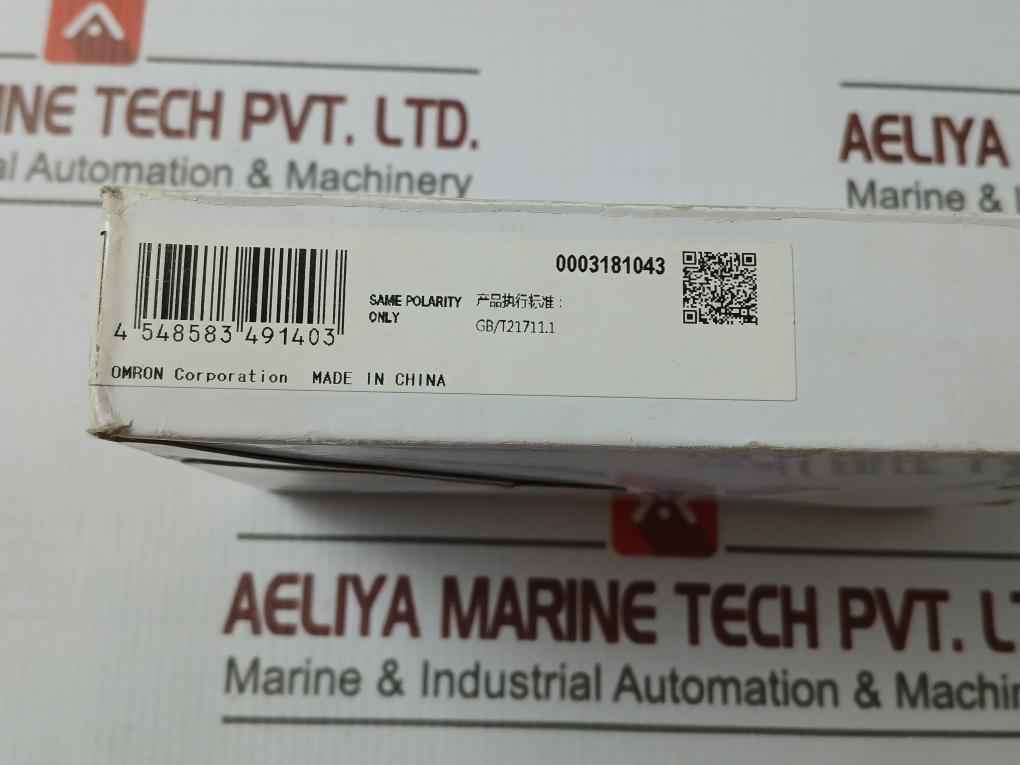 INE TECH PVT. LTD.
al Automation & Machinery
AELIYA
Marine &
0003181043
SAME POLARITY
ONLY
产品执行标准：
GB/T21711.1
4 548583 491403
OMRON Corporation MADE IN CHINA
AELIYA MARINE TECH PVT. L
Marine & Industrial Automation & Machin